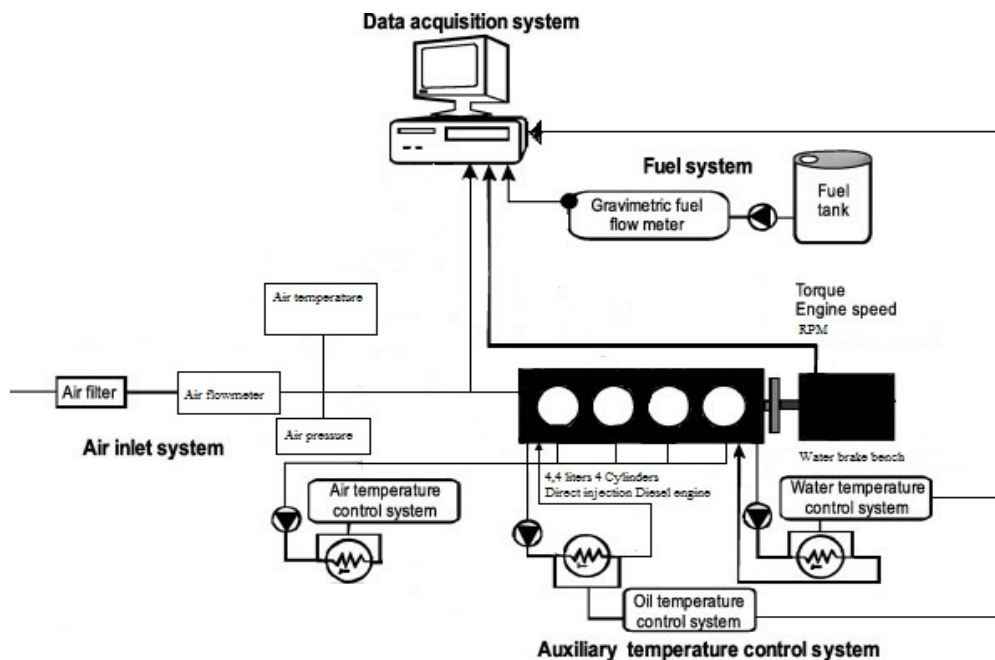 Data acquisition system
Fuel system
Gravimetric fuel
flow meter
Fuel
tank
Air temperature
Torque
Engine speed
RPM
Air filter
Air flowmeter
Air pressure
Air inlet system
Water brake bench
4,4 liters 4 Cylinders
Direct injection Diesel engine
Air temperature
control system
Water temperature
control system
Oil temperature
control system
Auxiliary temperature control system